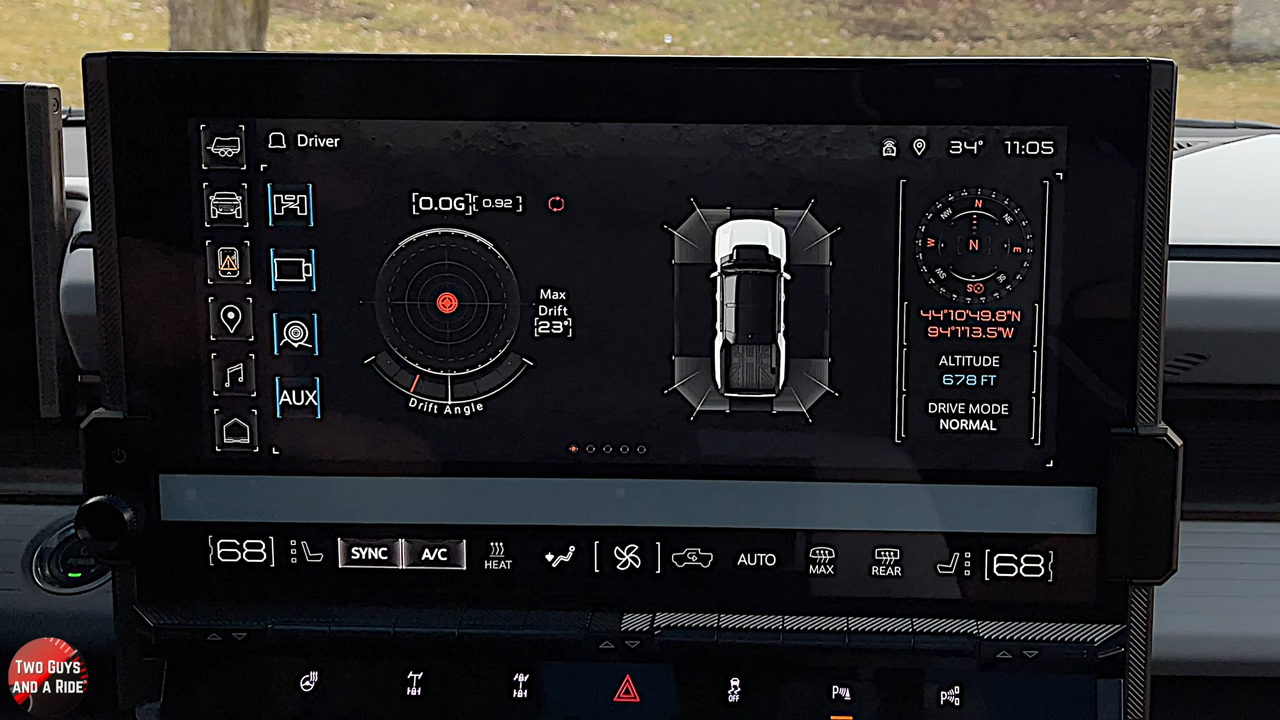 Driver
34° 11:05
[0.0G][ 0.92 ]
Max
Drift
[23°]
Drift Angle
AUX
N
NE
E
SE
S
SW
W
NW
N
44°10'49.8"N
94°1'13.5"W
ALTITUDE
678 FT
DRIVE MODE
NORMAL
[68] SYNC A/C HEAT AUTO MAX REAR [68]
OFF
P
P
TWO GUYS
AND A RIDE